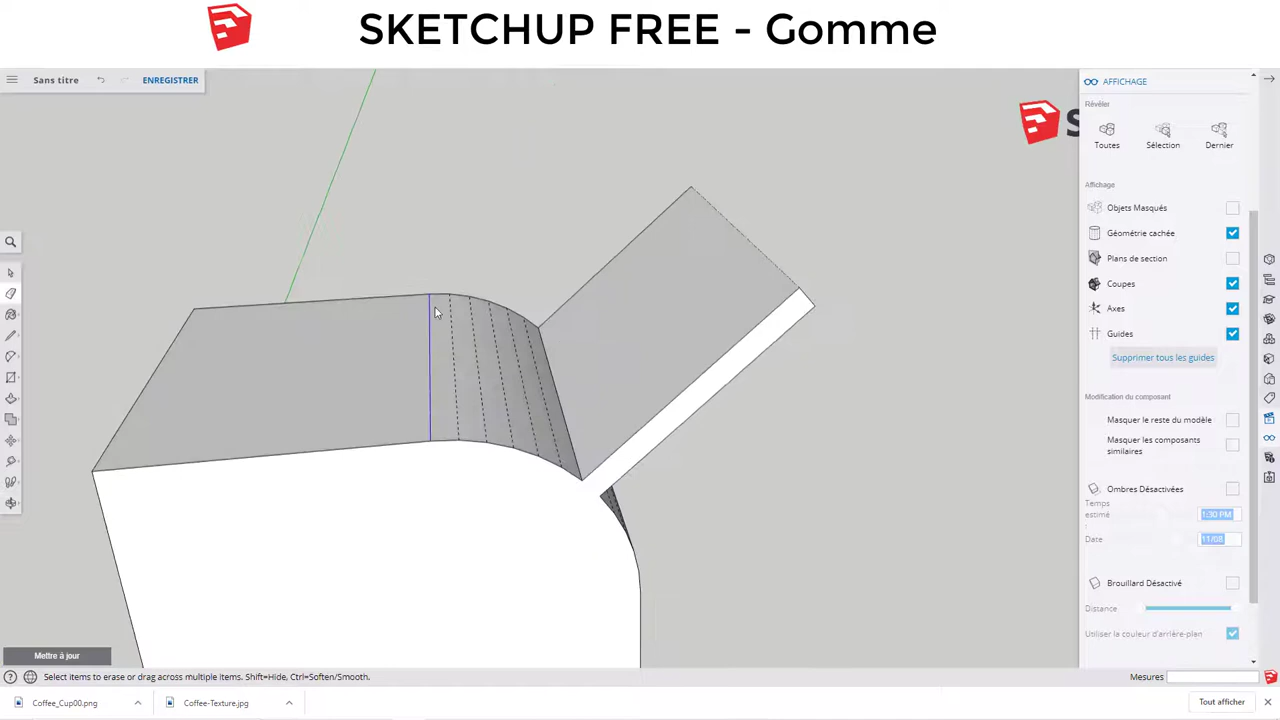 SKETCHUP FREE - Gomme
Sans titre
ENREGISTRER
S
AFFICHAGE
Révéler
Toutes
Sélection
Dernier
Affichage
Objets Masqués
Géométrie cachée
Plans de section
Coupes
Axes
Guides
Supprimer tous les guides
Modification du composant
Masquer le reste du modèle
Masquer les composants
similaires
Ombres Désactivées
Temps
estimé
:
1:30 PM
Date
11/08
Brouillard Désactivé
Distance
Utiliser la couleur d'arrière-plan
Mettre à jour
Select items to erase or drag across multiple items. Shift=Hide, Ctrl=Soften/Smooth.
Mesures
Coffee_Cup00.png
Coffee-Texture.jpg
Tout afficher